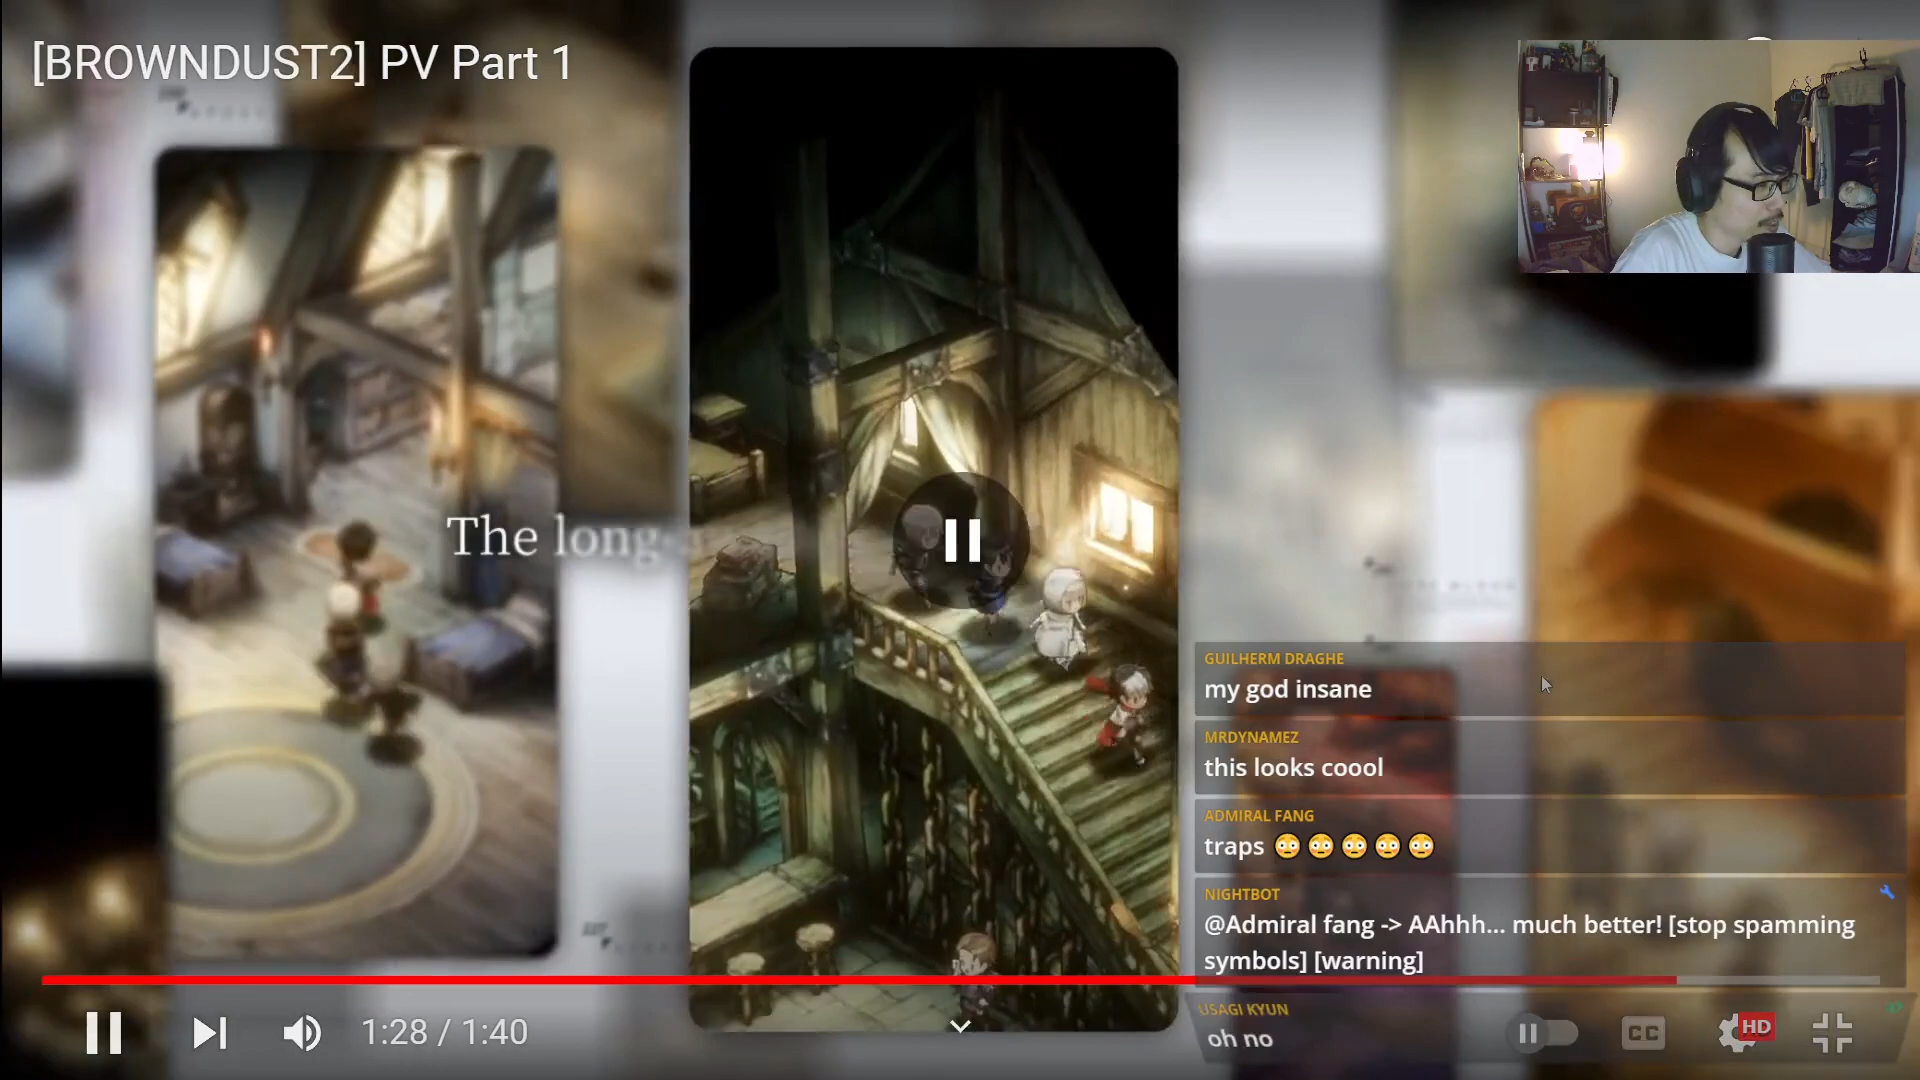 [BROWNDUST2] PV Part 1
The long
GUILHERM DRAGHE
my god insane
MRDYNAMEZ
this looks coool
ADMIRAL FANG
traps 😳😳😳😳😳
NIGHTBOT
@Admiral fang -> AAhhh... much better! [stop spamming
symbols] [warning]
USAGI KYUN
oh no
1:28 / 1:40
CC
HD